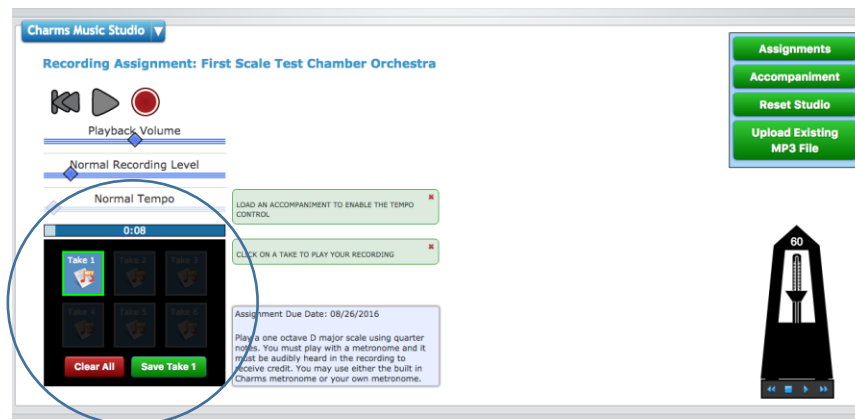 Charms Music Studio
Recording Assignment: First Scale Test Chamber Orchestra
Playback Volume
Normal Recording Level
Normal Tempo
LOAD AN ACCOMPANIMENT TO ENABLE THE TEMPO
CONTROL
0:08
CLICK ON A TAKE TO PLAY YOUR RECORDING
Take 1
Take 2
Take 3
Take 4
Take 5
Take 6
Clear All
Save Take 1
Assignment Due Date: 08/26/2016
Play a one octave D major scale using quarter
notes. You must play with a metronome and it
must be audibly heard in the recording to
receive credit. You may use either the built in
Charms metronome or your own metronome.
Assignments
Accompaniment
Reset Studio
Upload Existing
MP3 File
60